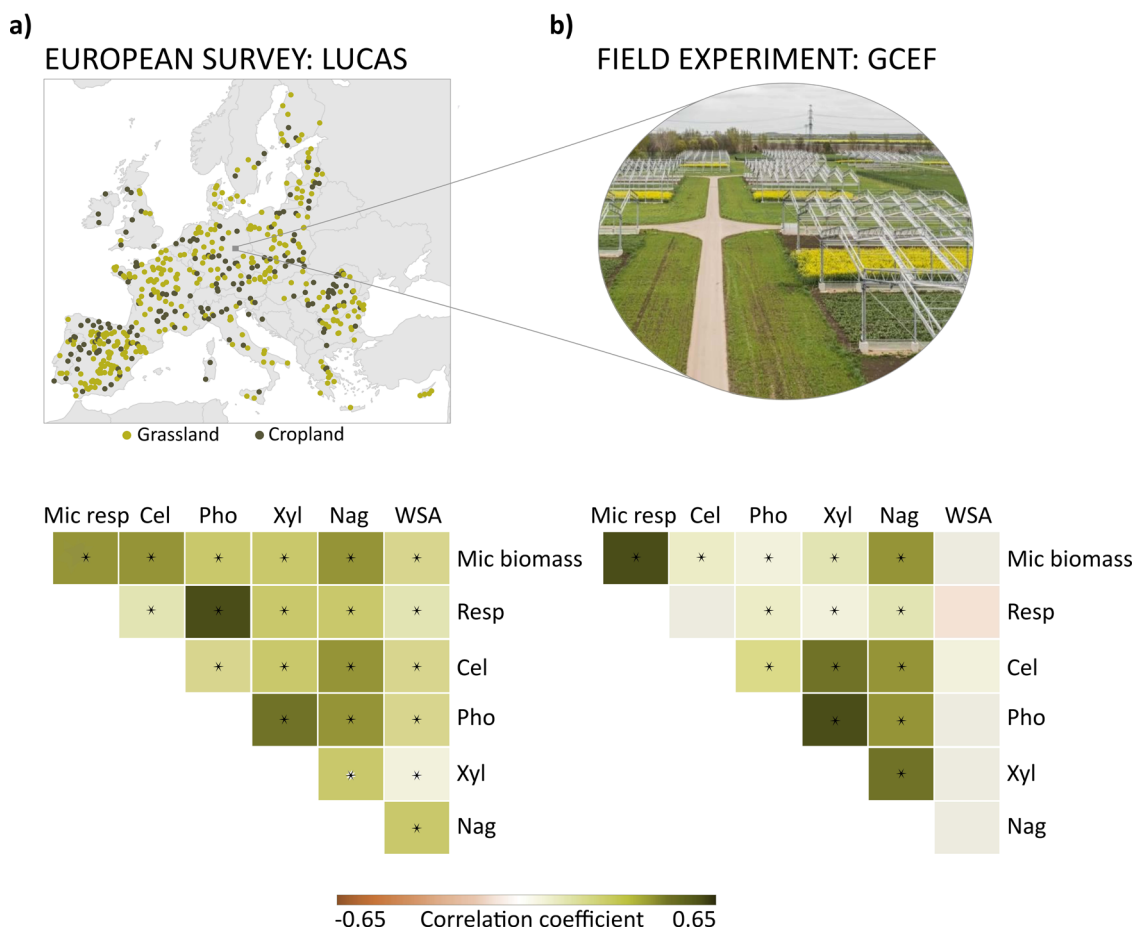 a)
EUROPEAN SURVEY: LUCAS
b)
FIELD EXPERIMENT: GCEF
Grassland
Cropland
Mic resp Cel Pho Xyl Nag WSA
Mic biomass
Resp
Cel
Pho
Xyl
Nag
Mic resp Cel Pho Xyl Nag WSA
Mic biomass
Resp
Cel
Pho
Xyl
Nag
-0.65 Correlation coefficient 0.65